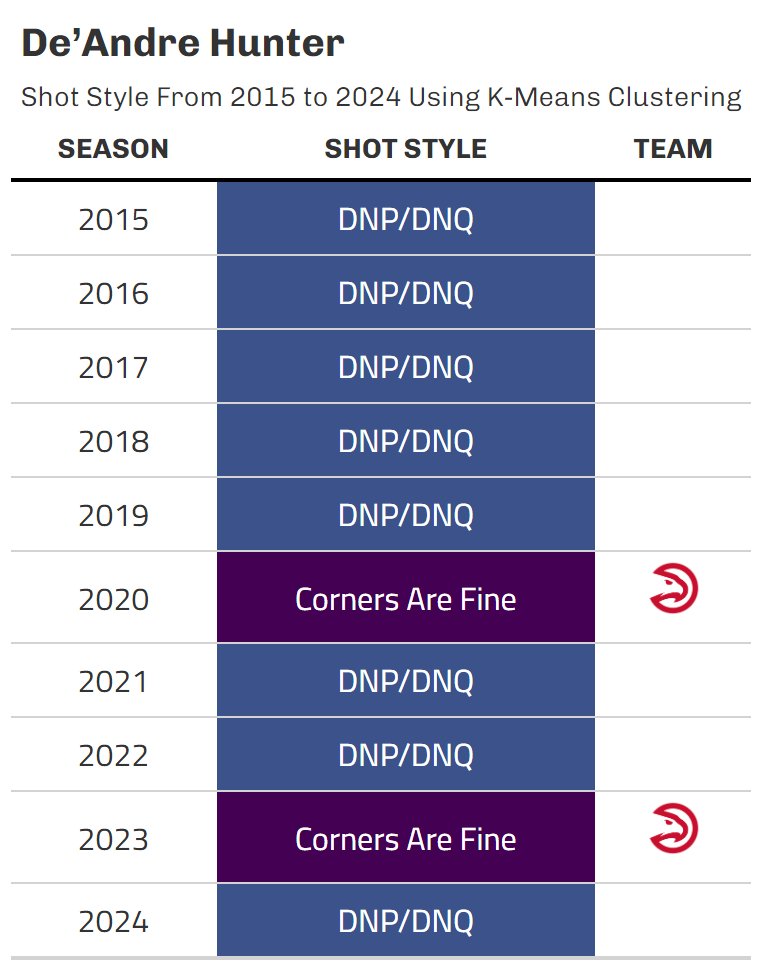 De’Andre Hunter
Shot Style From 2015 to 2024 Using K-Means Clustering
SEASON SHOT STYLE TEAM
2015 DNP/DNQ
2016 DNP/DNQ
2017 DNP/DNQ
2018 DNP/DNQ
2019 DNP/DNQ
2020 Corners Are Fine
2021 DNP/DNQ
2022 DNP/DNQ
2023 Corners Are Fine
2024 DNP/DNQ